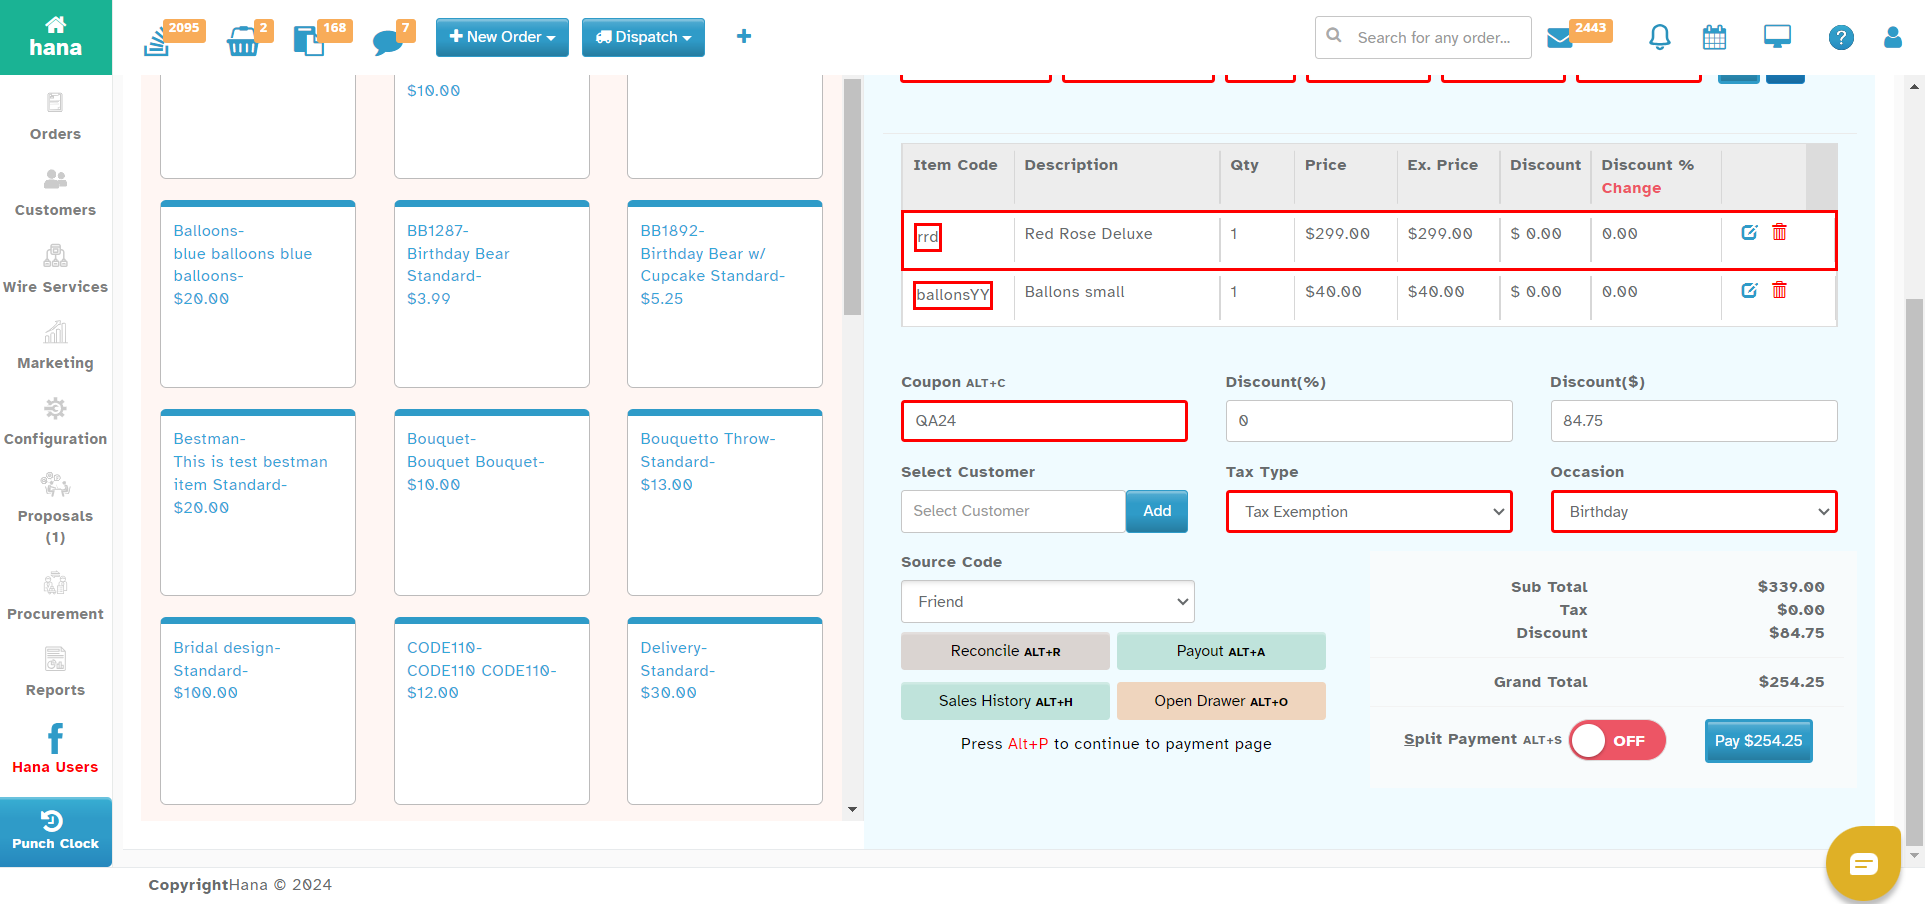 hana
2095
2
168
7
New Order
Dispatch
Search for any order...
2443
Orders
Customers
Wire Services
Marketing
Configuration
Proposals
(1)
Procurement
Reports
Hana Users
Punch Clock
$10.00
Balloons-
blue balloons blue
balloons-
$20.00
BB1287-
Birthday Bear
Standard-
$3.99
BB1892-
Birthday Bear w/
Cupcake Standard-
$5.25
Bestman-
This is test bestman
item Standard-
$20.00
Bouquet-
Bouquet Bouquet-
$10.00
Bouquetto Throw-
Standard-
$13.00
Bridal design-
Standard-
$100.00
CODE110-
CODE110 CODE110-
$12.00
Delivery-
Standard-
$30.00
Item Code Description Qty Price Ex. Price Discount Discount %
Change
rrd Red Rose Deluxe 1 $299.00 $299.00 $ 0.00 0.00
ballonsYY Ballons small 1 $40.00 $40.00 $ 0.00 0.00
Coupon ALT+C Discount(%) Discount($)
QA24 0 84.75
Select Customer Tax Type Occasion
Select Customer Add Tax Exemption Birthday
Source Code
Friend
Reconcile ALT+R Payout ALT+A
Sales History ALT+H Open Drawer ALT+O
Press Alt+P to continue to payment page
Sub Total $339.00
Tax $0.00
Discount $84.75
Grand Total $254.25
Split Payment ALT+S OFF Pay $254.25
CopyrightHana © 2024